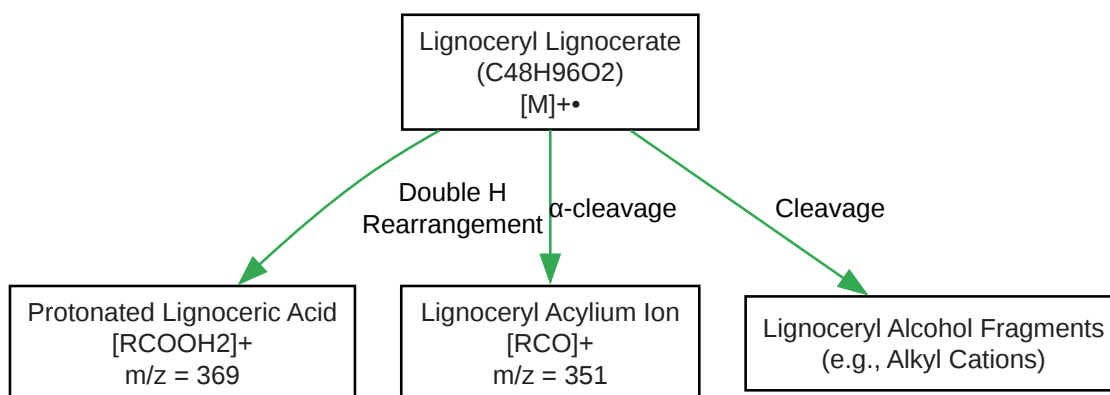 Lignoceryl Lignocerate
(C48H96O2)
[M]+•
Double H
Rearrangement
α-cleavage
Cleavage
Protonated Lignoceric Acid
[RCOOH2]+
m/z = 369
Lignoceryl Acylium Ion
[RCO]+
m/z = 351
Lignoceryl Alcohol Fragments
(e.g., Alkyl Cations)